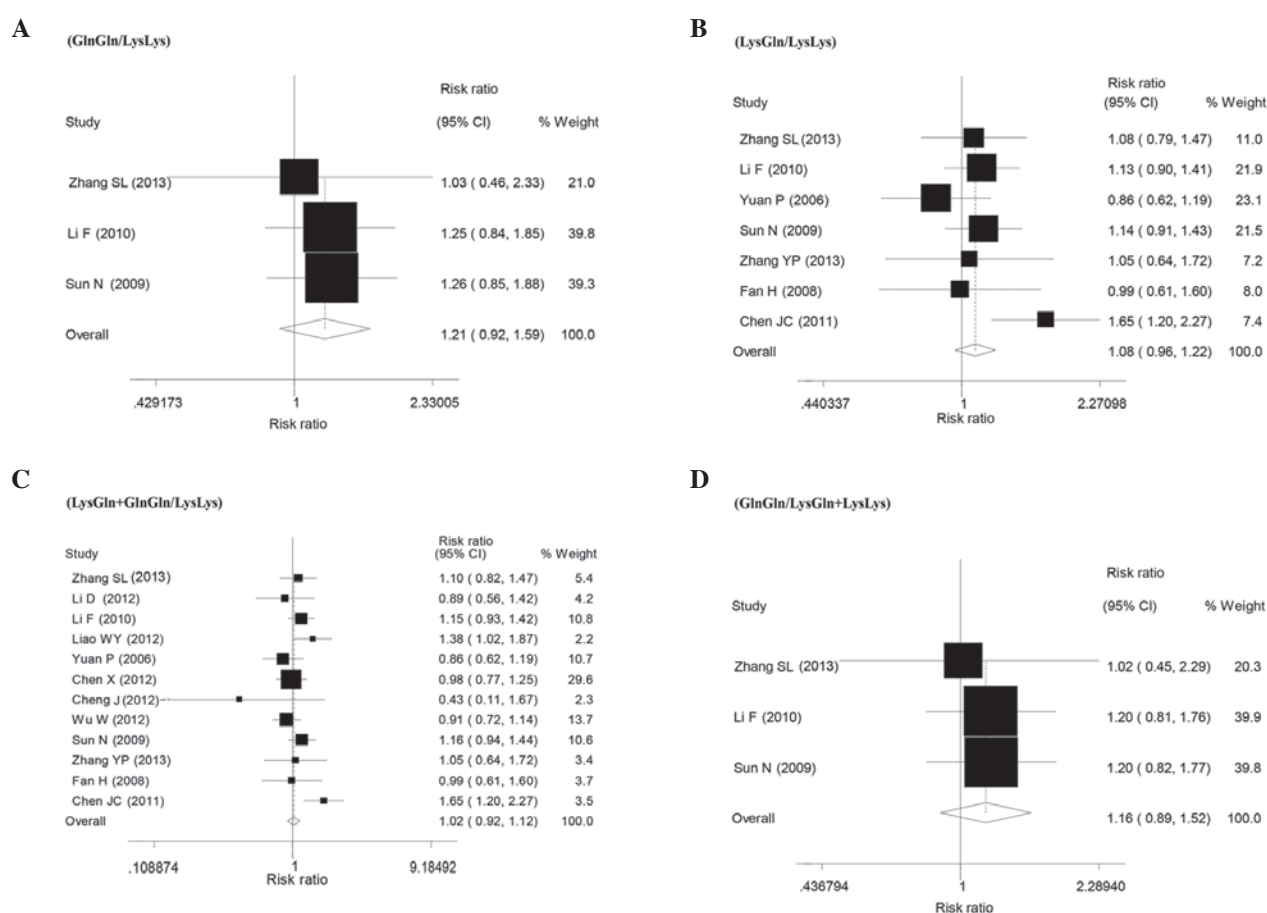 A
(GlnGln/LysLys)
Risk ratio
Study (95% CI) % Weight
Zhang SL (2013) 1.03 ( 0.46, 2.33) 21.0
Li F (2010) 1.25 ( 0.84, 1.85) 39.8
Sun N (2009) 1.26 ( 0.85, 1.88) 39.3
Overall 1.21 ( 0.92, 1.59) 100.0
.429173 1 2.33005
Risk ratio
B
(LysGln/LysLys)
Risk ratio
Study (95% CI) % Weight
Zhang SL (2013) 1.08 ( 0.79, 1.47) 11.0
Li F (2010) 1.13 ( 0.90, 1.41) 21.9
Yuan P (2006) 0.86 ( 0.62, 1.19) 23.1
Sun N (2009) 1.14 ( 0.91, 1.43) 21.5
Zhang YP (2013) 1.05 ( 0.64, 1.72) 7.2
Fan H (2008) 0.99 ( 0.61, 1.60) 8.0
Chen JC (2011) 1.65 ( 1.20, 2.27) 7.4
Overall 1.08 ( 0.96, 1.22) 100.0
.440337 1 2.27098
Risk ratio
C
(LysGln+GlnGln/LysLys)
Risk ratio
Study (95% CI) % Weight
Zhang SL (2013) 1.10 ( 0.82, 1.47) 5.4
Li D (2012) 0.89 ( 0.56, 1.42) 4.2
Li F (2010) 1.15 ( 0.93, 1.42) 10.8
Liao WY (2012) 1.38 ( 1.02, 1.87) 2.2
Yuan P (2006) 0.86 ( 0.62, 1.19) 10.7
Chen X (2012) 0.98 ( 0.77, 1.25) 29.6
Cheng J (2012) 0.43 ( 0.11, 1.67) 2.3
Wu W (2012) 0.91 ( 0.72, 1.14) 13.7
Sun N (2009) 1.16 ( 0.94, 1.44) 10.6
Zhang YP (2013) 1.05 ( 0.64, 1.72) 3.4
Fan H (2008) 0.99 ( 0.61, 1.60) 3.7
Chen JC (2011) 1.65 ( 1.20, 2.27) 3.5
Overall 1.02 ( 0.92, 1.12) 100.0
.108874 1 9.18492
Risk ratio
D
(GlnGln/LysGln+LysLys)
Risk ratio
Study (95% CI) % Weight
Zhang SL (2013) 1.02 ( 0.45, 2.29) 20.3
Li F (2010) 1.20 ( 0.81, 1.76) 39.9
Sun N (2009) 1.20 ( 0.82, 1.77) 39.8
Overall 1.16 ( 0.89, 1.52) 100.0
.436794 1 2.28940
Risk ratio